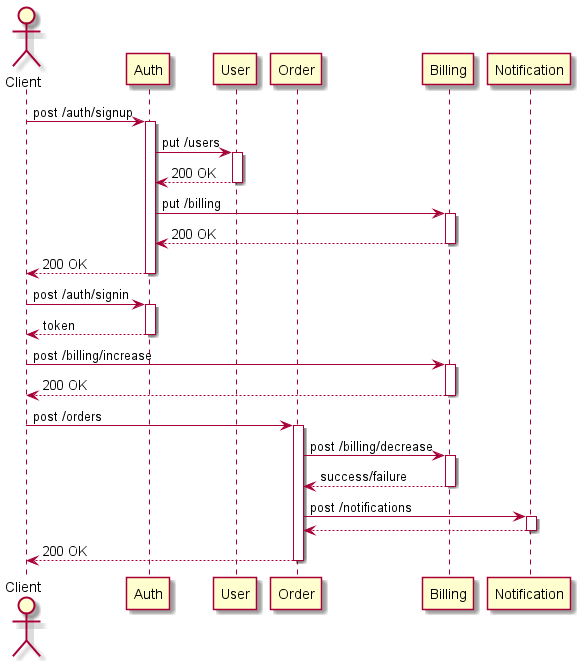 Client
Auth
User
Order
Billing
Notification
post /auth/signup
put /users
200 OK
put /billing
200 OK
200 OK
post /auth/signin
token
post /billing/increase
200 OK
post /orders
post /billing/decrease
success/failure
post /notifications
200 OK
Client
Auth
User
Order
Billing
Notification